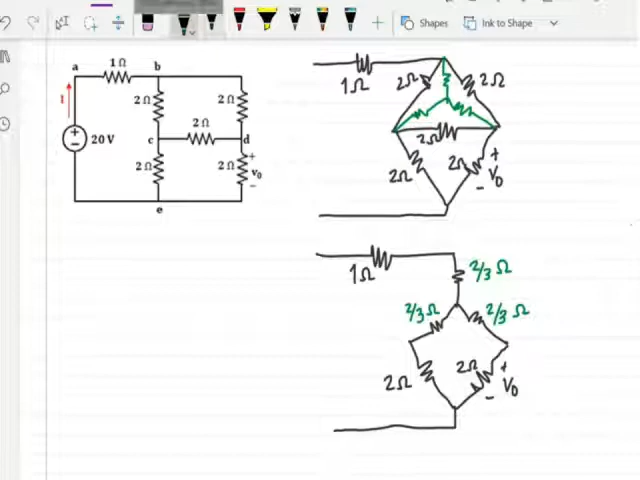 Shapes
Ink to Shape
a
1 Ω
b
I
2 Ω
2 Ω
2 Ω
20 V
c
d
2 Ω
2 Ω
+
v₀
−
e
1Ω
2Ω
2Ω
2Ω
2Ω
2Ω
+
V₀
-
1Ω
2/3 Ω
2/3 Ω
2/3 Ω
2Ω
2Ω
+
V₀
-